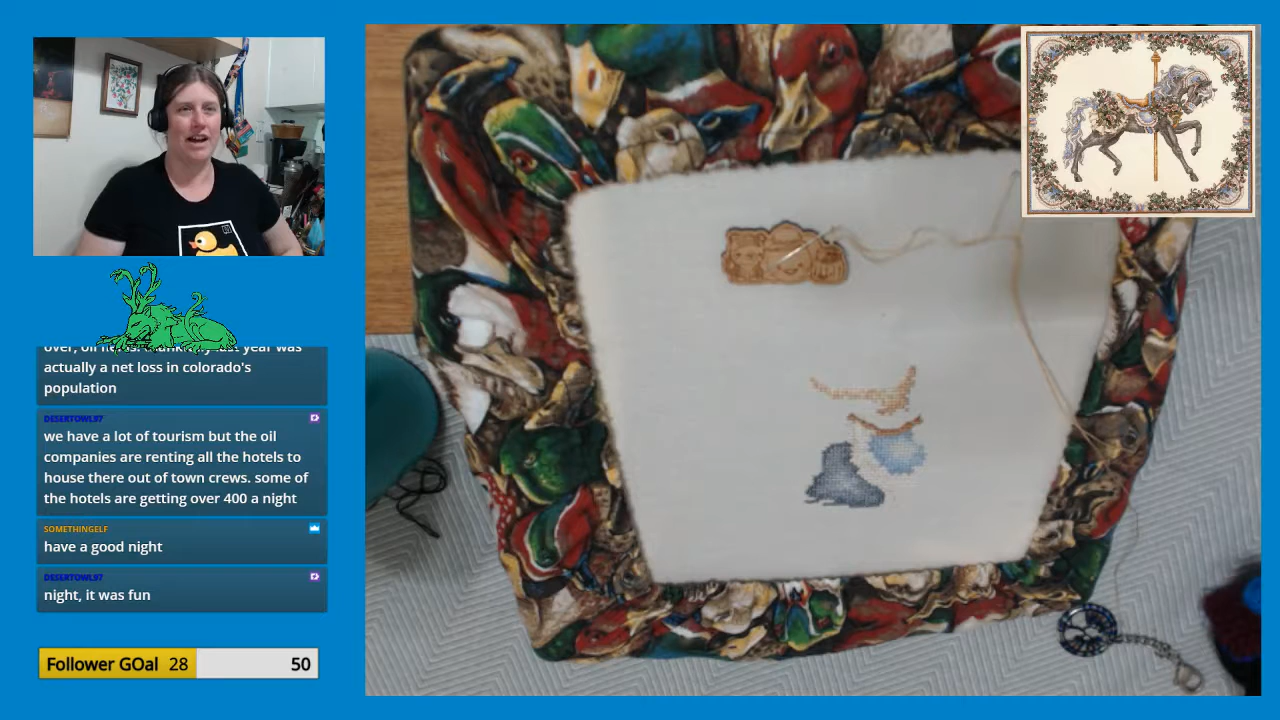 actually a net loss in colorado's
population
DESERTOWL97
we have a lot of tourism but the oil
companies are renting all the hotels to
house there out of town crews. some of
the hotels are getting over 400 a night
SOMETHINGELF
have a good night
DESERTOWL97
night, it was fun
Follower GOal 28 50